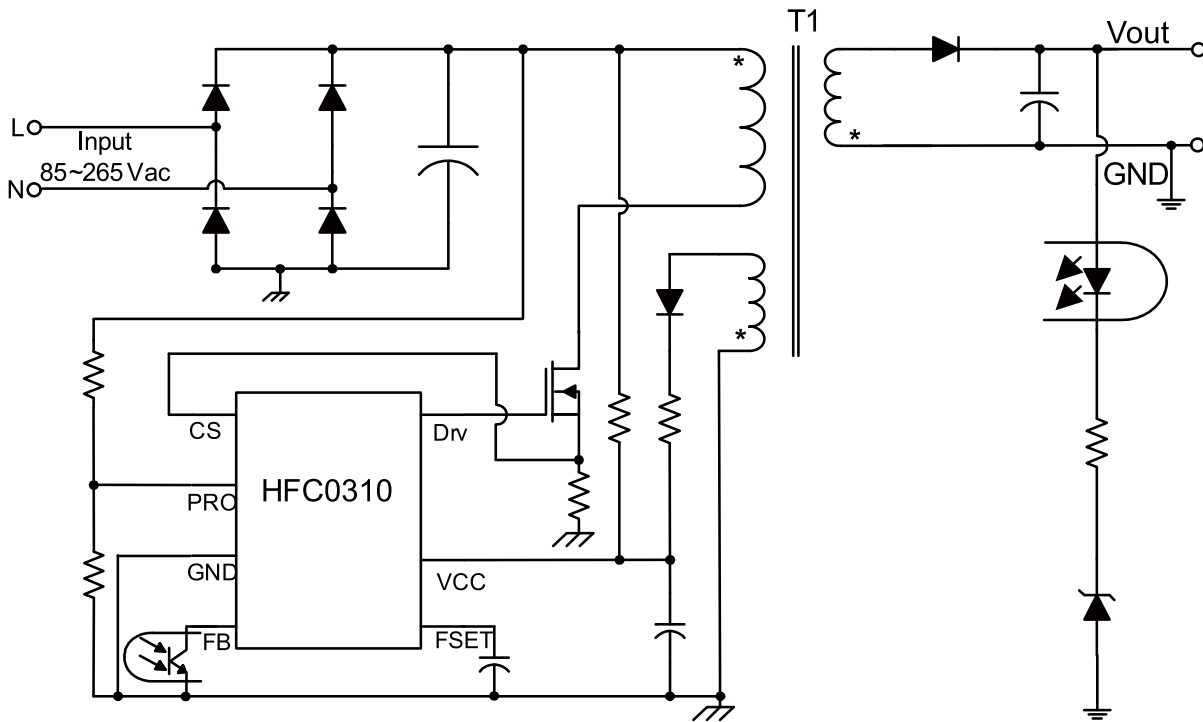 T1
Vout
*
*
L
Input
85~265 Vac
N
GND
*
CS
Drv
HFC0310
PRO
GND
VCC
FB
FSET